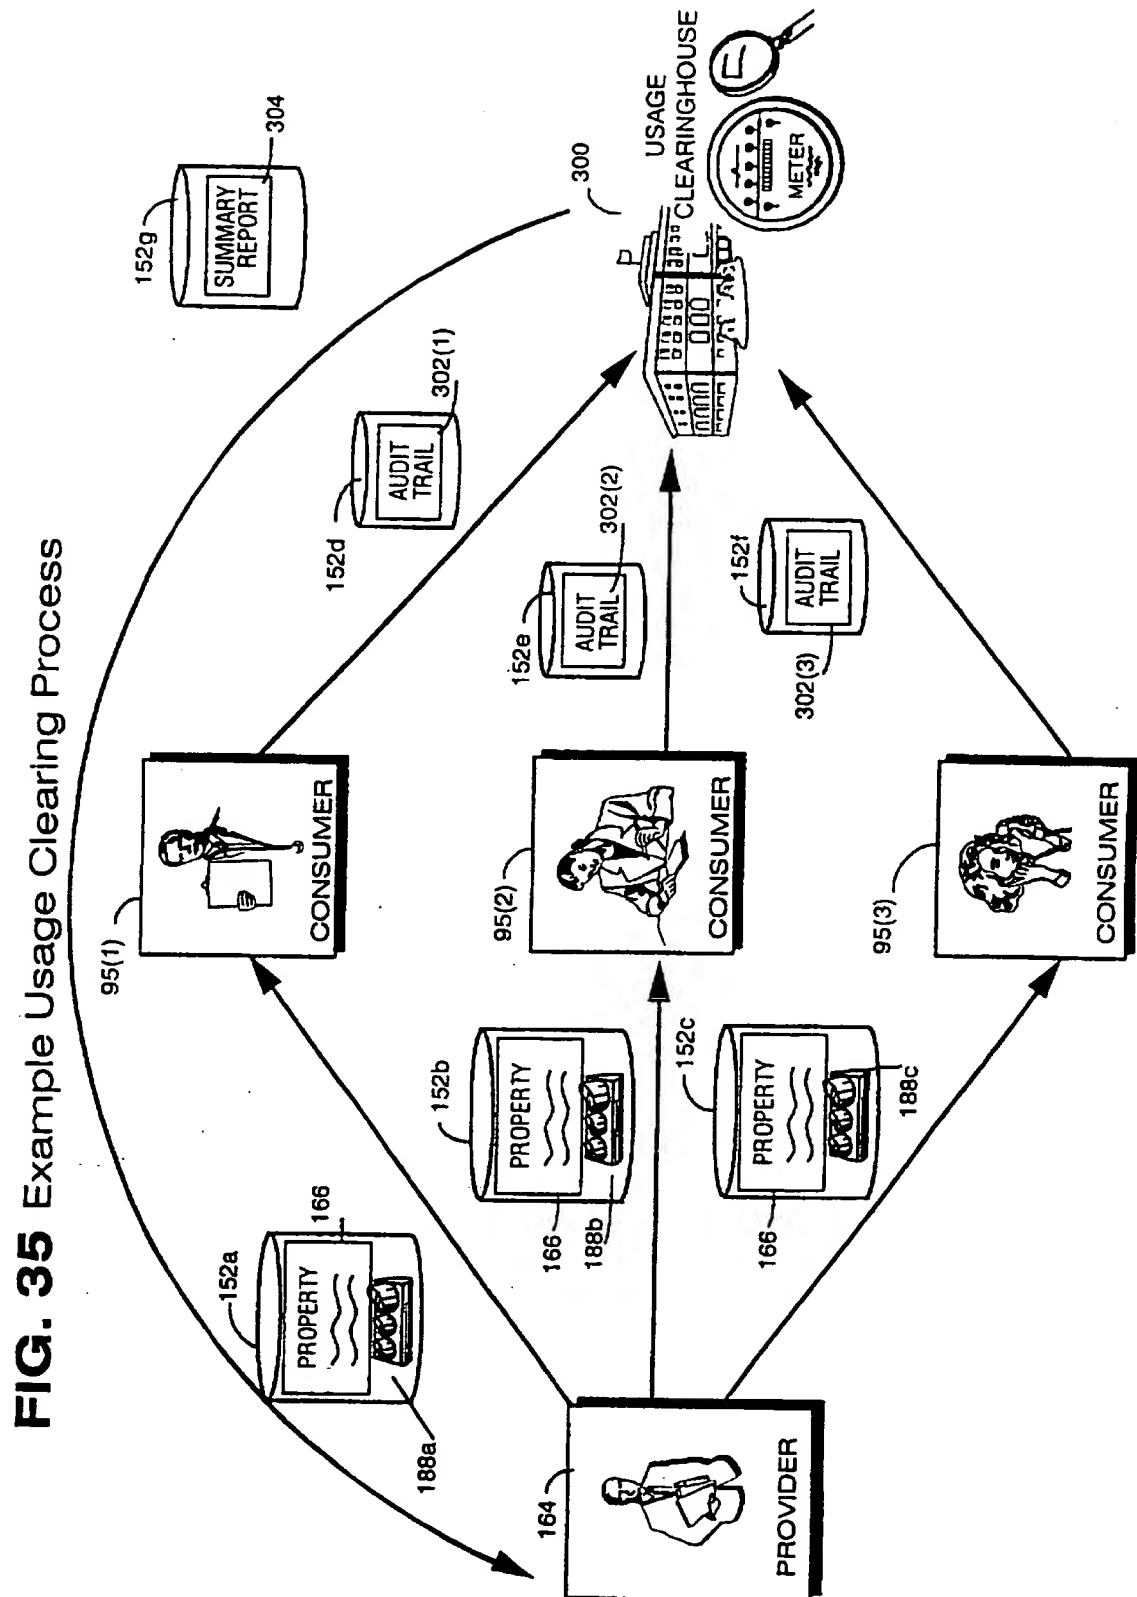 FIG. 35 Example Usage Clearing Process
152g
SUMMARY
REPORT
304
300
USAGE
CLEARINGHOUSE
METER
152d
AUDIT
TRAIL
302(1)
152e
AUDIT
TRAIL
302(2)
152f
AUDIT
TRAIL
302(3)
95(1)
CONSUMER
95(2)
CONSUMER
95(3)
CONSUMER
152a
166
PROPERTY
188a
152b
PROPERTY
166
188b
152c
PROPERTY
166
188c
164
PROVIDER